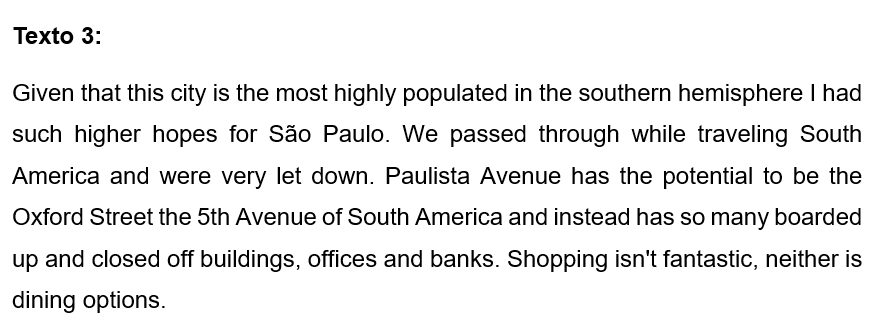 Texto 3:
Given that this city is the most highly populated in the southern hemisphere I had
such higher hopes for São Paulo. We passed through while traveling South
America and were very let down. Paulista Avenue has the potential to be the
Oxford Street the 5th Avenue of South America and instead has so many boarded
up and closed off buildings, offices and banks. Shopping isn't fantastic, neither is
dining options.